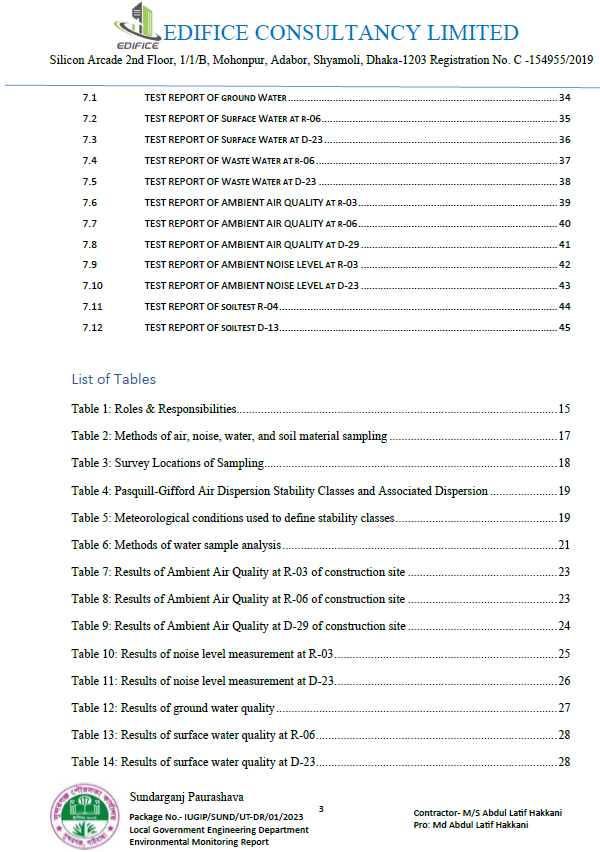 EDIFICE CONSULTANCY LIMITED
EDIFICE
Silicon Arcade 2nd Floor, 1/1/B, Mohonpur, Adabor, Shyamoli, Dhaka-1203 Registration No. C -154955/2019
7.1 TEST REPORT OF GROUND WATER 34
7.2 TEST REPORT OF SURFACE WATER AT R-06 35
7.3 TEST REPORT OF SURFACE WATER AT D-23 36
7.4 TEST REPORT OF WASTE WATER AT R-06 37
7.5 TEST REPORT OF WASTE WATER AT D-23 38
7.6 TEST REPORT OF AMBIENT AIR QUALITY AT R-03 39
7.7 TEST REPORT OF AMBIENT AIR QUALITY AT R-06 40
7.8 TEST REPORT OF AMBIENT AIR QUALITY AT D-29 41
7.9 TEST REPORT OF AMBIENT NOISE LEVEL AT R-03 42
7.10 TEST REPORT OF AMBIENT NOISE LEVEL AT D-23 43
7.11 TEST REPORT OF SOILTEST R-04 44
7.12 TEST REPORT OF SOILTEST D-13 45
List of Tables
Table 1: Roles & Responsibilities 15
Table 2: Methods of air, noise, water, and soil material sampling 17
Table 3: Survey Locations of Sampling 18
Table 4: Pasquill-Gifford Air Dispersion Stability Classes and Associated Dispersion 19
Table 5: Meteorological conditions used to define stability classes 19
Table 6: Methods of water sample analysis 21
Table 7: Results of Ambient Air Quality at R-03 of construction site 23
Table 8: Results of Ambient Air Quality at R-06 of construction site 23
Table 9: Results of Ambient Air Quality at D-29 of construction site 24
Table 10: Results of noise level measurement at R-03 25
Table 11: Results of noise level measurement at D-23 26
Table 12: Results of ground water quality 27
Table 13: Results of surface water quality at R-06 28
Table 14: Results of surface water quality at D-23 28
Sundarganj Paurashava
Package No.- IUGIP/SUND/UT-DR/01/2023
Local Government Engineering Department
Environmental Monitoring Report
3
Contractor- M/S Abdul Latif Hakkani
Pro: Md Abdul Latif Hakkani